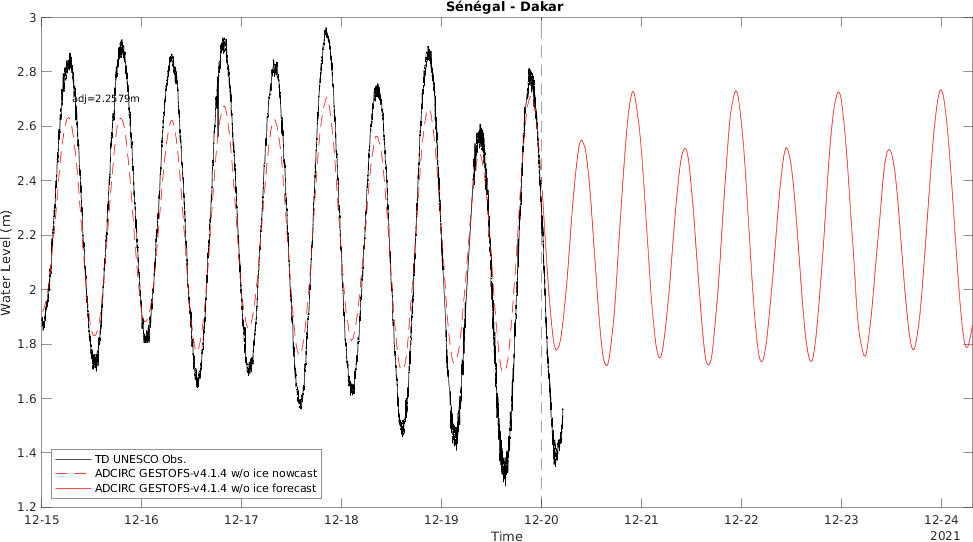 Sénégal - Dakar
3
2.8
2.6
2.4
2.2
2
1.8
1.6
1.4
1.2
Water Level (m)
adj=2.2579m
TD UNESCO Obs.
ADCIRC GESTOFS-v4.1.4 w/o ice nowcast
ADCIRC GESTOFS-v4.1.4 w/o ice forecast
12-15 12-16 12-17 12-18 12-19 12-20 12-21 12-22 12-23 12-24
Time
2021